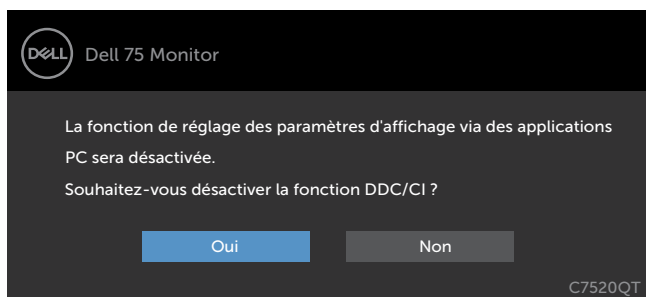 DELL Dell 75 Monitor
La fonction de réglage des paramètres d'affichage via des applications
PC sera désactivée.
Souhaitez-vous désactiver la fonction DDC/CI ?
Oui Non
C7520QT